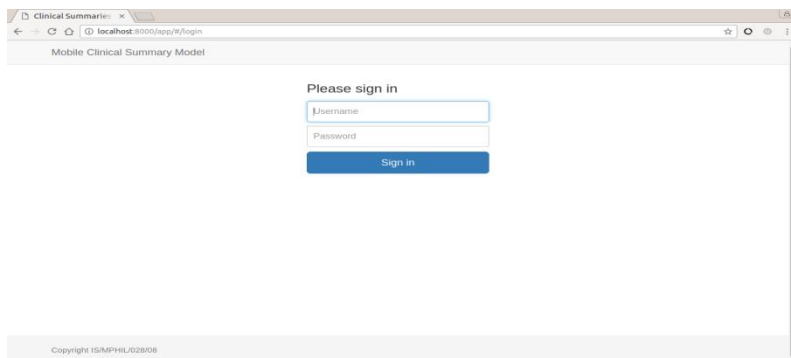 Clinical Summaries
localhost:8000/app/#/login
Mobile Clinical Summary Model
Please sign in
Username
Password
Sign in
Copyright IS/MPHIL/028/08